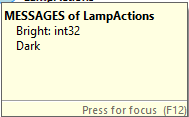 MESSAGES of LampActions
Bright: int32
Dark
Press for focus (F12)